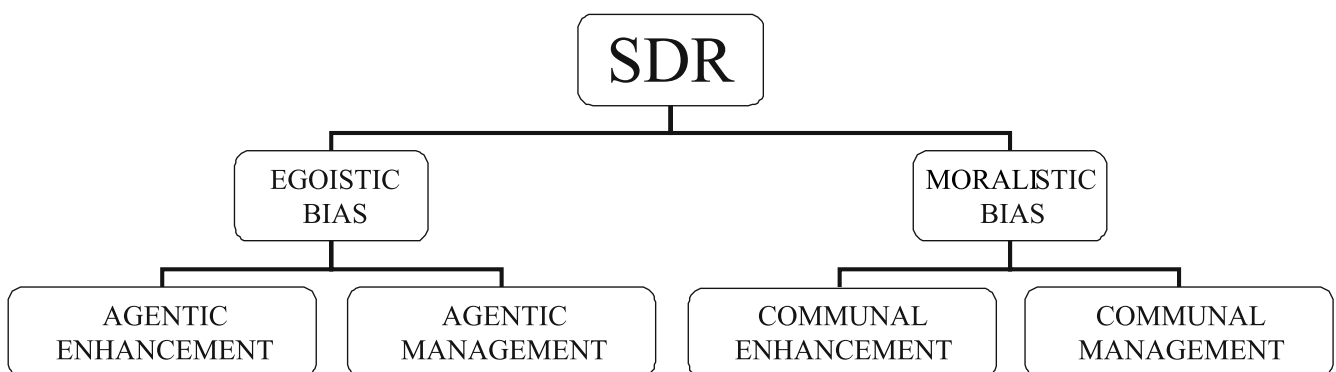 SDR
EGOISTIC
BIAS
MORALISTIC
BIAS
AGENTIC
ENHANCEMENT
AGENTIC
MANAGEMENT
COMMUNAL
ENHANCEMENT
COMMUNAL
MANAGEMENT